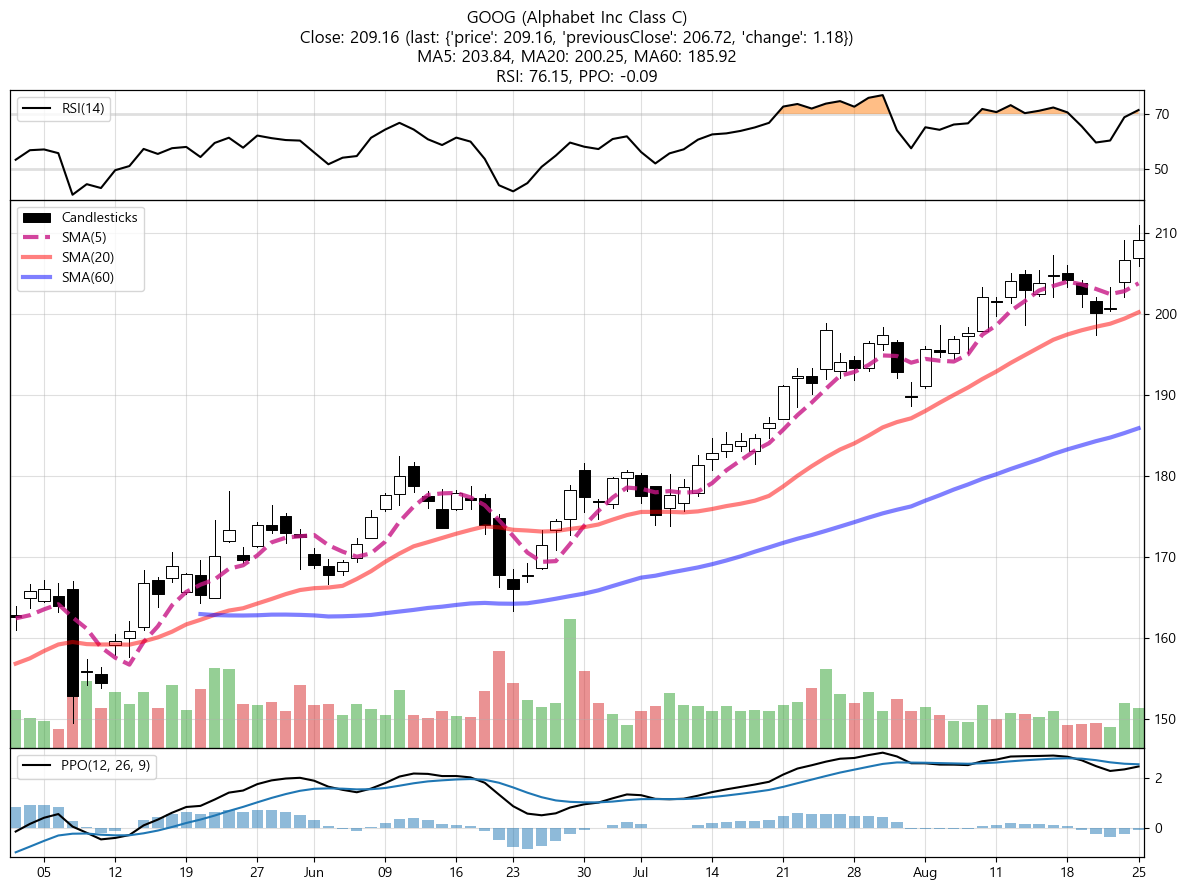 GOOG (Alphabet Inc Class C)
Close: 209.16 (last: {'price': 209.16, 'previousClose': 206.72, 'change': 1.18})
MA5: 203.84, MA20: 200.25, MA60: 185.92
RSI: 76.15, PPO: -0.09
RSI(14)
70
50
Candlesticks
SMA(5)
SMA(20)
SMA(60)
210
200
190
180
170
160
150
PPO(12, 26, 9)
2
0
05 12 19 27 Jun 09 16 23 30 Jul 14 21 28 Aug 11 18 25